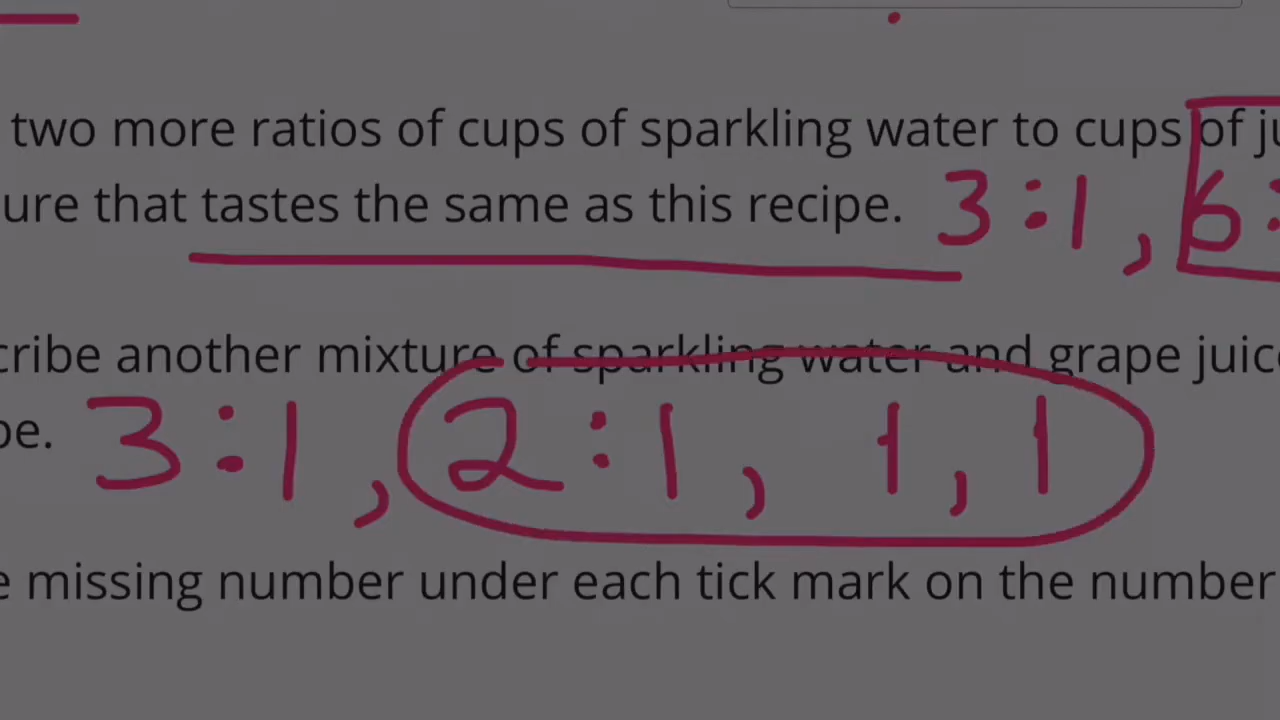 two more ratios of cups of sparkling water to cups of ju
ure that tastes the same as this recipe. 3:1, 6:
cribe another mixture of sparkling water and grape juic
pe. 3:1, 2:1, 1,1
e missing number under each tick mark on the number